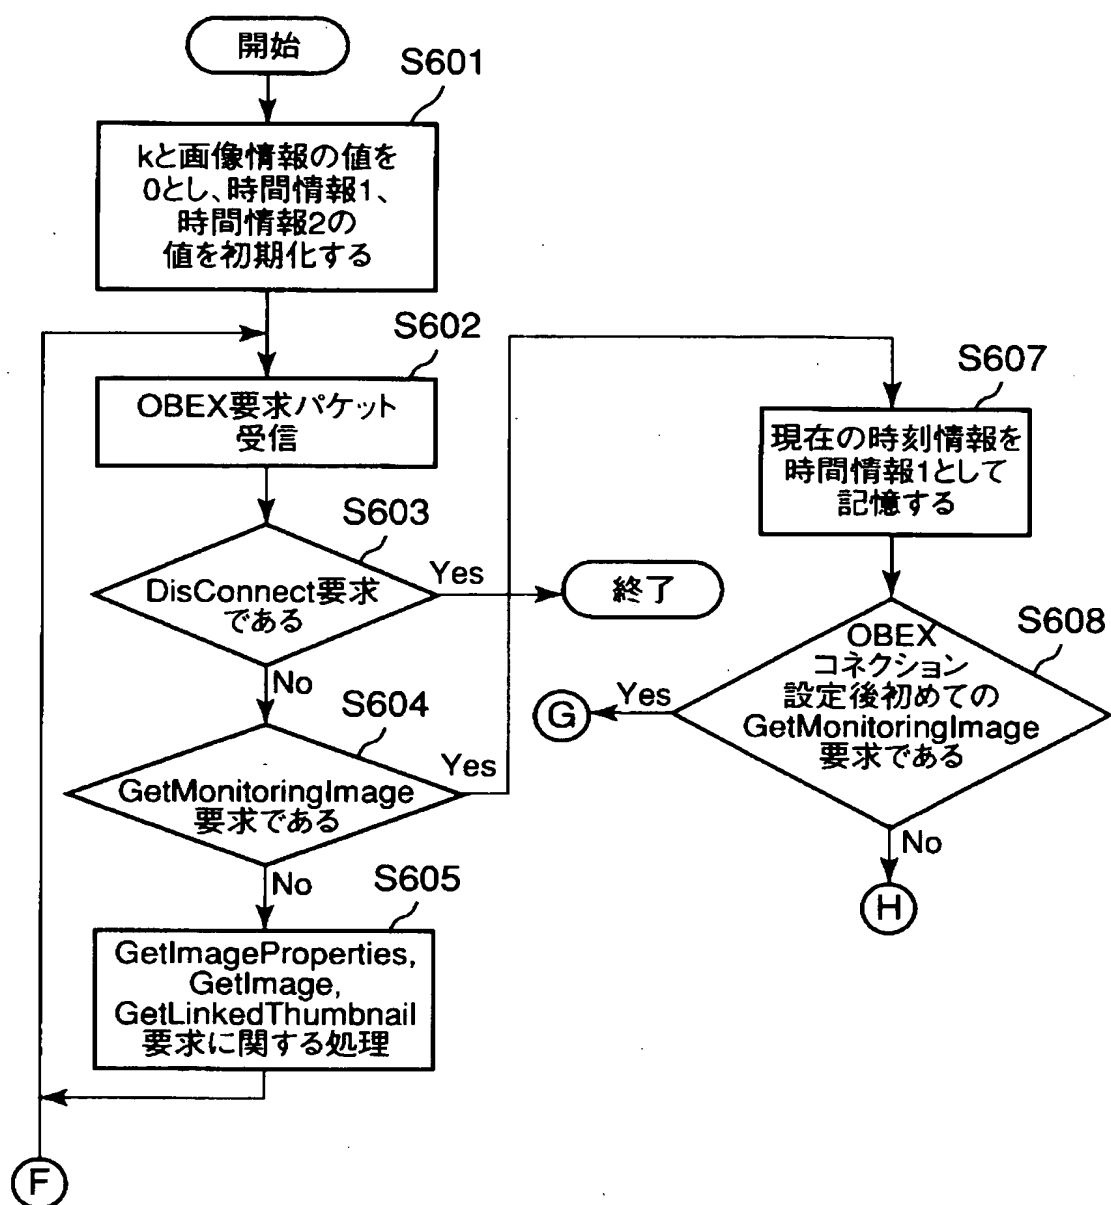 開始
S601
kと画像情報の値を
0とし、時間情報1、
時間情報2の
値を初期化する
S602
OBEX要求パケット
受信
S603
DisConnect要求
である
Yes
終了
No
S604
GetMonitoringImage
要求である
Yes
No
S605
GetImageProperties,
GetImage,
GetLinkedThumbnail
要求に関する処理
F
S607
現在の時刻情報を
時間情報1として
記憶する
S608
OBEX
コネクション
設定後初めての
GetMonitoringImage
要求である
Yes
G
No
H